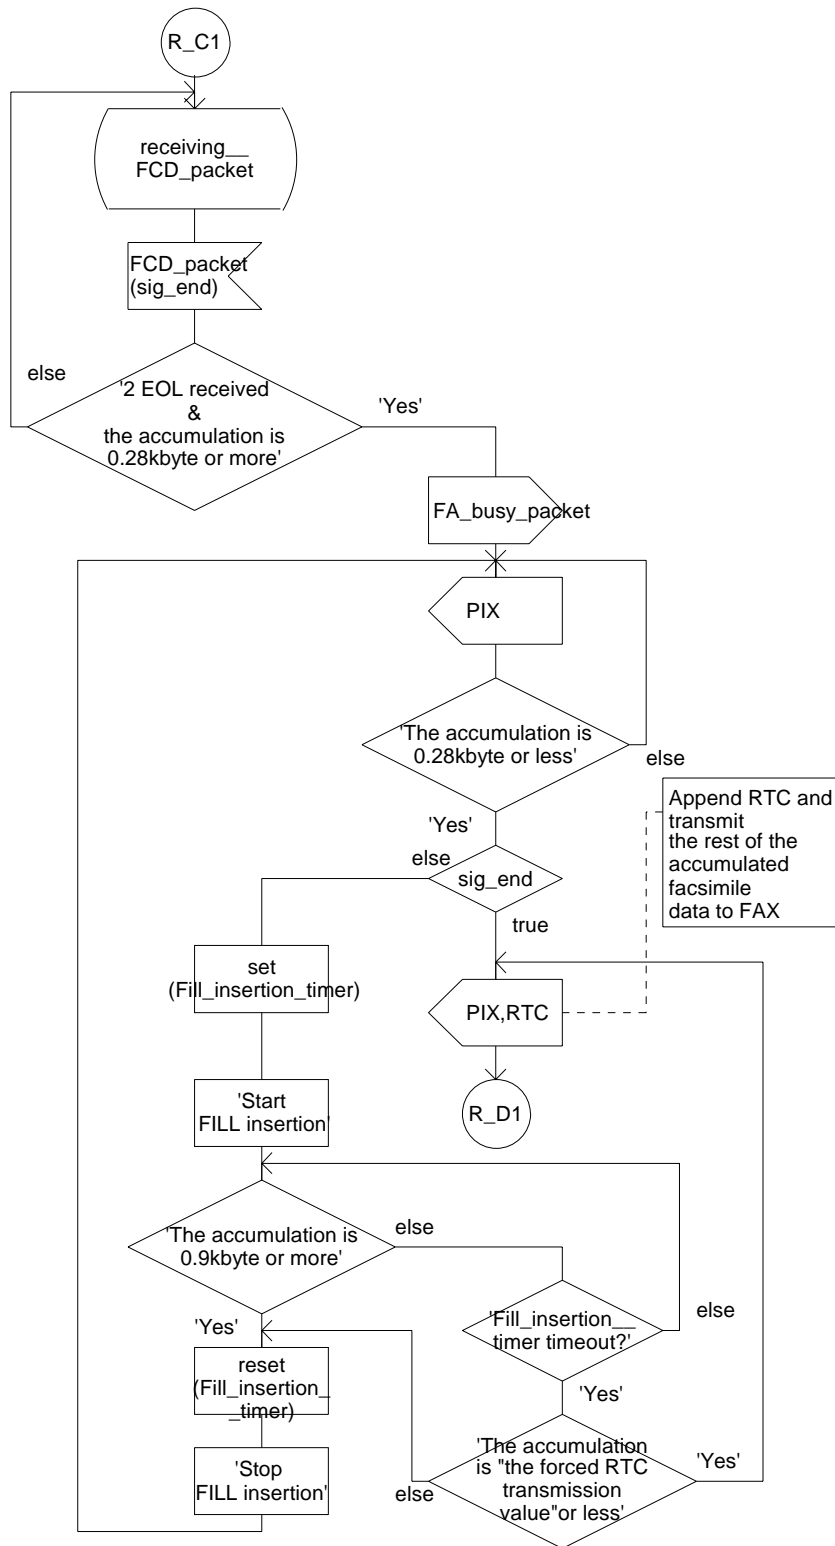 R_C1
receiving__
FCD_packet
FCD_packet
(sig_end)
else
'2 EOL received
&
the accumulation is
0.28kbyte or more'
'Yes'
FA_busy_packet
PIX
'The accumulation is
0.28kbyte or less'
else
'Yes'
Append RTC and
transmit
the rest of the
accumulated
facsimile
data to FAX
else
sig_end
true
set
(Fill_insertion_timer)
PIX,RTC
'Start
FILL insertion'
R_D1
'The accumulation is
0.9kbyte or more'
else
'Yes'
'Fill_insertion__
timer timeout?'
else
'Yes'
reset
(Fill_insertion_
_timer)
'Stop
FILL insertion'
else
'The accumulation
is "the forced RTC
transmission
value"or less'
'Yes'